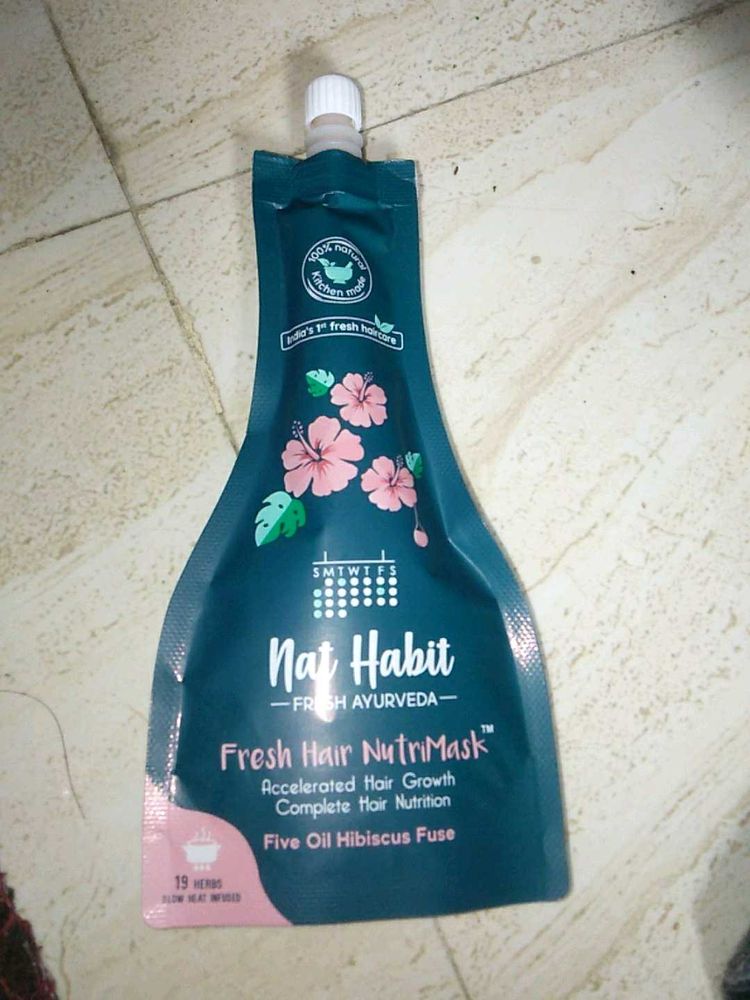 100% natural
Kitchen made
India's 1st fresh haircare
S M T W T F S
Nat Habit
FRESH AYURVEDA
Fresh Hair NutriMask™
Accelerated Hair Growth
Complete Hair Nutrition
Five Oil Hibiscus Fuse
19 HERBS
SLOW HEAT INFUSED